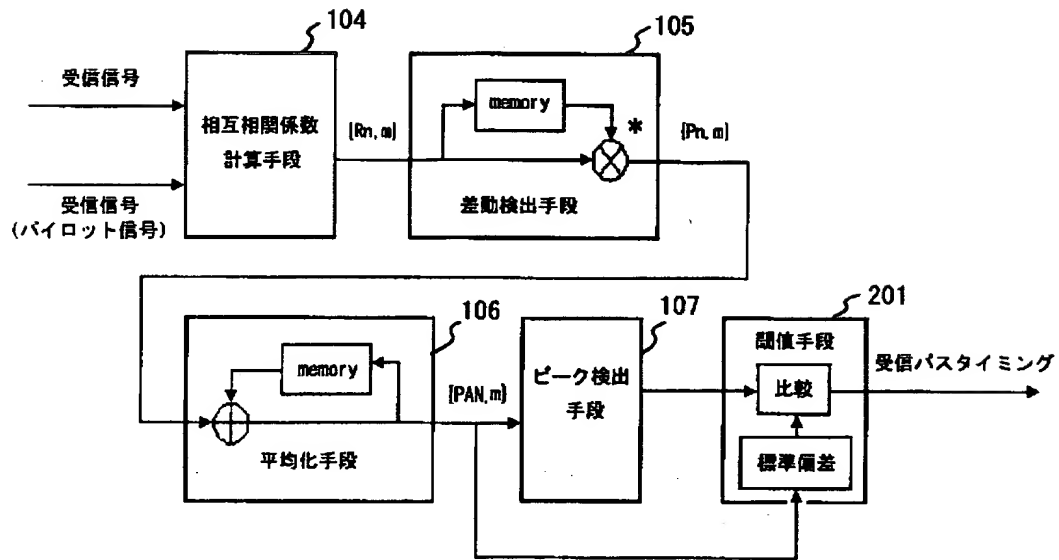 104
105
受信信号
相互相関係数
計算手段
受信信号
(パイロット信号)
[Rn,m]
memory
*
差動検出手段
[Pn,m]
106
107
201
memory
平均化手段
[PAN,m]
ピーク検出
手段
閾値手段
比較
標準偏差
受信パスタイミング